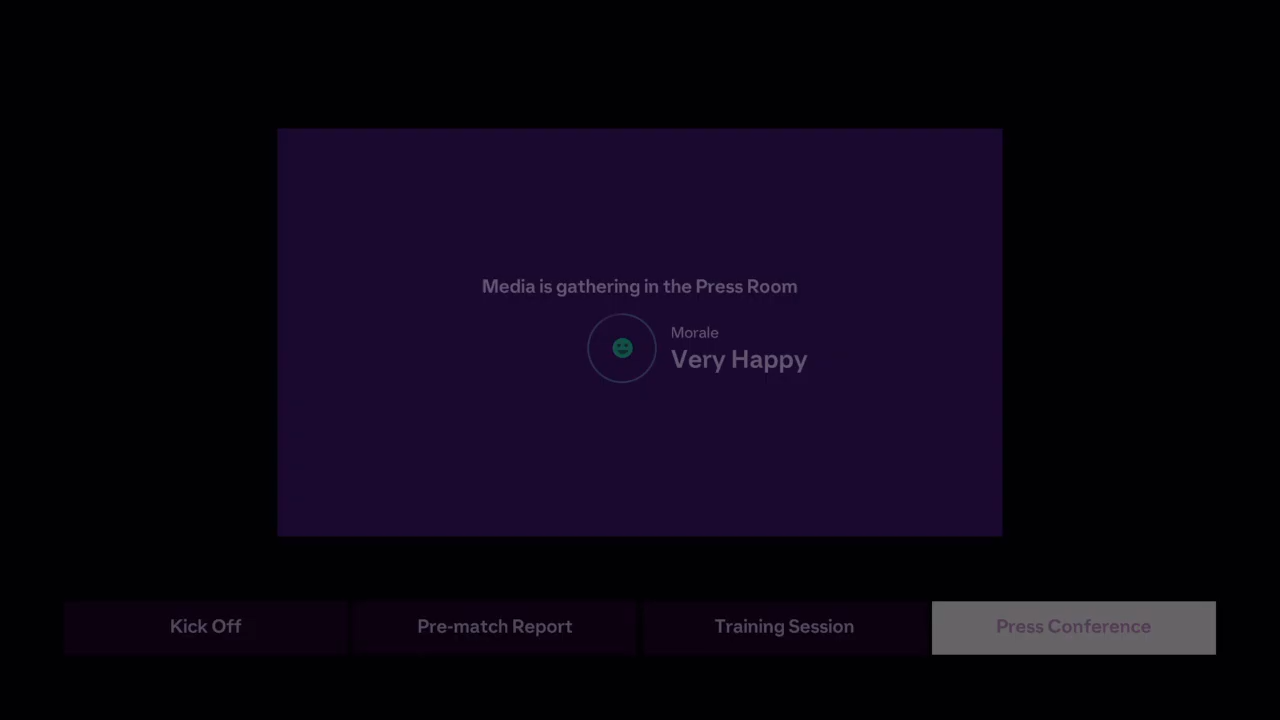 Media is gathering in the Press Room
Morale
Very Happy
Kick Off
Pre-match Report
Training Session
Press Conference